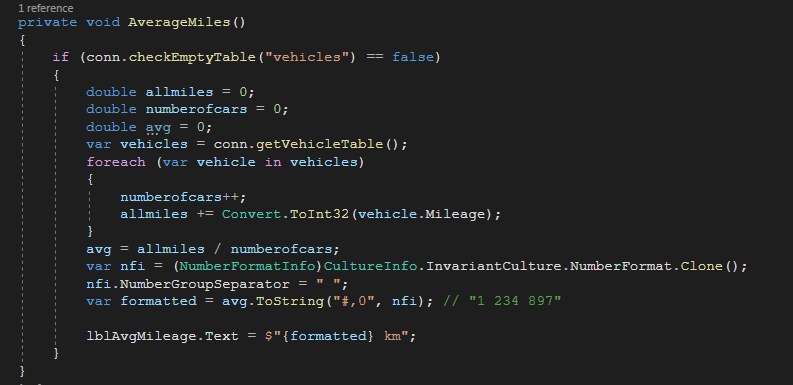 1 reference
private void AverageMiles()
{
if (conn.checkEmptyTable("vehicles") == false)
{
double allmiles = 0;
double numberofcars = 0;
double avg = 0;
var vehicles = conn.getVehicleTable();
foreach (var vehicle in vehicles)
{
numberofcars++;
allmiles += Convert.ToInt32(vehicle.Mileage);
}
avg = allmiles / numberofcars;
var nfi = (NumberFormatInfo)CultureInfo.InvariantCulture.NumberFormat.Clone();
nfi.NumberGroupSeparator = " ";
var formatted = avg.ToString("#,0", nfi); // "1 234 897"
lblAvgMileage.Text = $"{formatted} km";
}
}